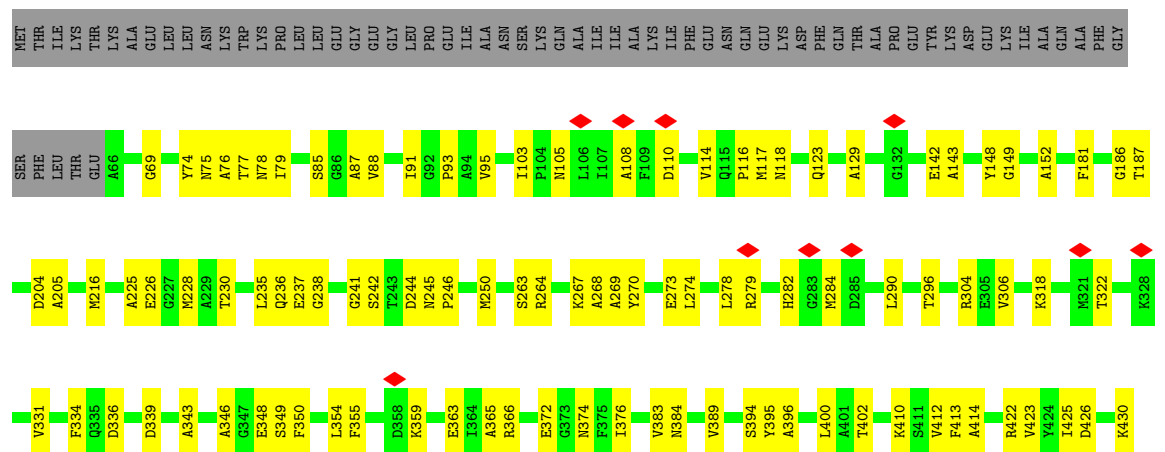 MET THR ILE LYS THR LYS ALA GLU LEU LEU ASN LYS TRP LYS PRO LEU LEU GLU GLY GLU GLY LEU PRO GLU ILE ALA ASN SER LYS GLN ALA ILE ILE ALA LYS ILE PHE GLU ASN GLN GLU LYS ASP PHE GLN THR ALA PRO GLU TYR LYS ASP GLU LYS ILE ALA GLN ALA PHE GLY
SER PHE LEU THR GLU A66 G69 Y74 N75 A76 T77 N78 I79 S85 G86 A87 V88 I91 G92 P93 A94 V95 I103 P104 N105 L106 I107 A108 F109 D110 V114 Q115 P116 M117 N118 Q123 A129 G132 E142 A143 Y148 G149 A152 F181 G186 T187
D204 A205 M216 A225 E226 G227 M228 A229 T230 L235 Q236 E237 G238 G241 S242 T243 D244 N245 P246 M250 S263 R264 K267 A268 A269 Y270 E273 L274 L278 R279 H282 G283 M284 D285 L290 T296 R304 E305 V306 K318 M321 T322 K328
V331 F334 Q335 D336 D339 A343 A346 G347 E348 S349 F350 L354 F355 D358 K359 E363 I364 A365 R366 E372 G373 N374 F375 I376 V383 N384 V389 S394 Y395 A396 L400 A401 T402 K410 S411 V412 F413 A414 R422 V423 Y424 I425 D426 K430